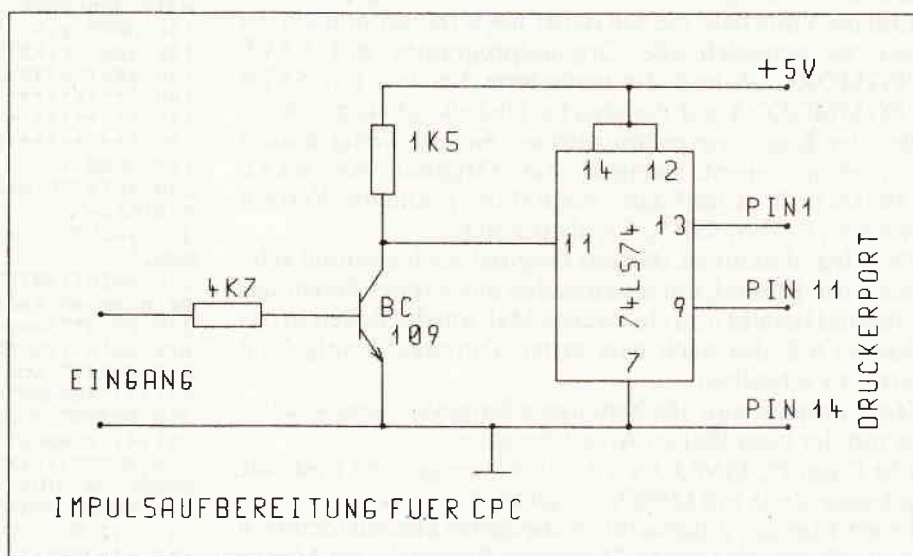 +5V
1K5
14 12
PIN1
13
11
74LS74
4K7
PIN 11
BC
109
9
7
EINGANG
PIN 14
DRUCKERPORT
IMPULSAUFBEREITUNG FUER CPC